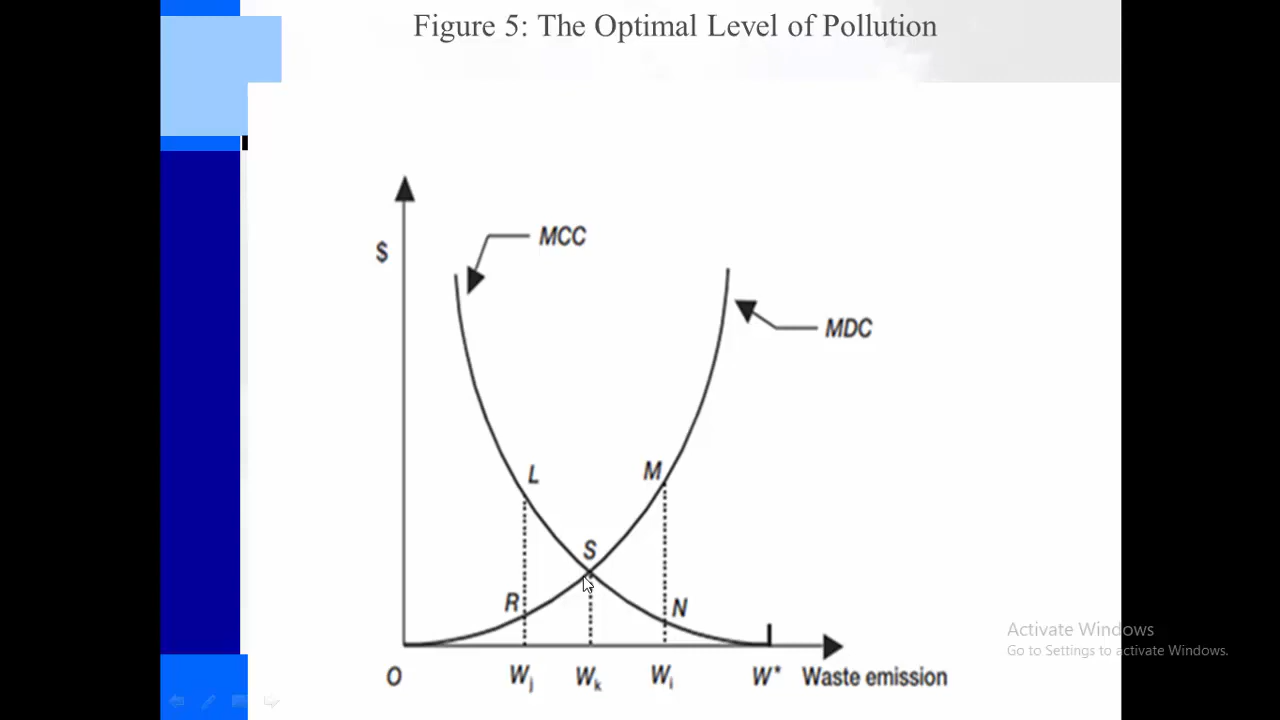 Figure 5: The Optimal Level of Pollution
MCC
$
MDC
L
M
S
R
N
Activate Windows
Go to Settings to activate Windows.
O
Wj
Wk
Wi
W*
Waste emission